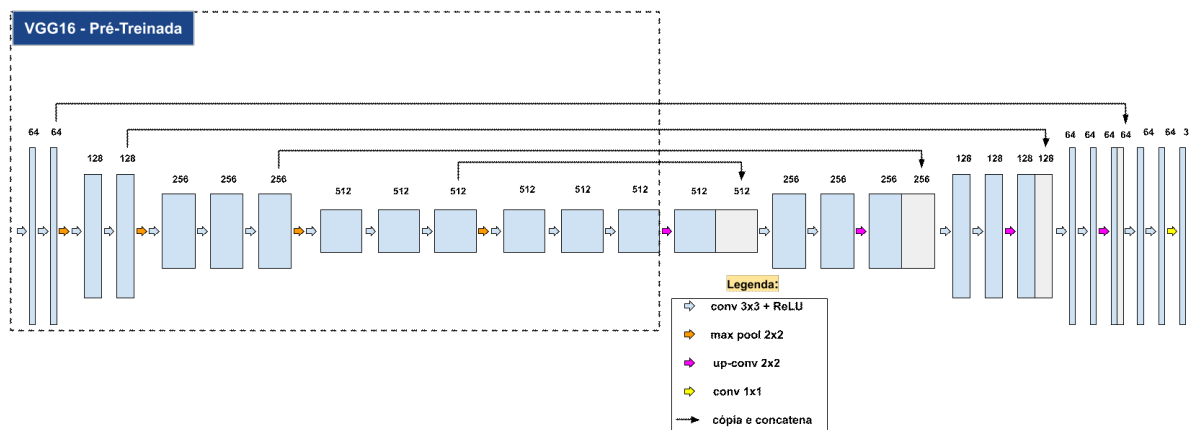 VGG16 - Pré-Treinada
64 64 64 64 64 64 64 64 3
128 128 128 128 128 128
256 256 256 256 256 256 256
512 512 512 512 512 512 512 512
Legenda:
conv 3x3 + ReLU
max pool 2x2
up-conv 2x2
conv 1x1
cópia e concatena